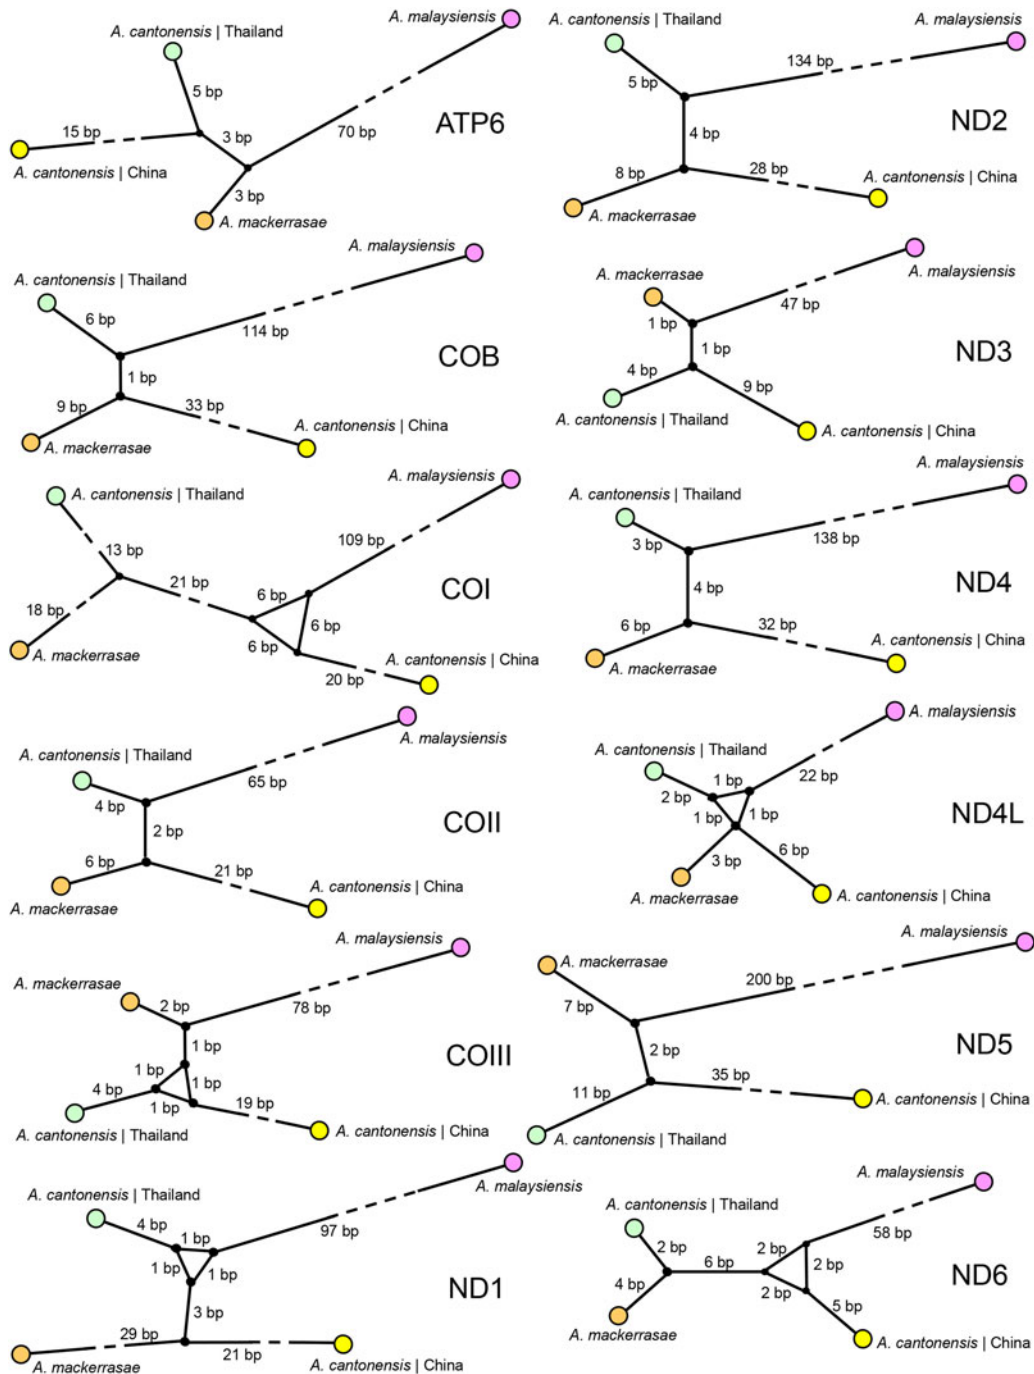 A. cantonensis | Thailand
A. malaysiensis
5 bp
15 bp
3 bp
70 bp
ATP6
A. cantonensis | China
3 bp
A. mackerrasae
A. cantonensis | Thailand
134 bp
A. malaysiensis
5 bp
ND2
4 bp
8 bp
28 bp
A. cantonensis | China
A. mackerrasae
A. malaysiensis
A. cantonensis | Thailand
6 bp
114 bp
COB
1 bp
9 bp
33 bp
A. cantonensis | China
A. mackerrasae
A. mackerrasae
A. malaysiensis
47 bp
1 bp
ND3
1 bp
4 bp
9 bp
A. cantonensis | Thailand
A. cantonensis | China
A. malaysiensis
A. cantonensis | Thailand
109 bp
13 bp
21 bp
COI
6 bp
18 bp
6 bp
6 bp
A. mackerrasae
A. cantonensis | China
20 bp
A. malaysiensis
A. cantonensis | Thailand
3 bp
138 bp
ND4
4 bp
6 bp
32 bp
A. cantonensis | China
A. mackerrasae
A. malaysiensis
A. cantonensis | Thailand
65 bp
4 bp
COII
2 bp
6 bp
21 bp
A. cantonensis | China
A. mackerrasae
A. malaysiensis
A. cantonensis | Thailand
1 bp
22 bp
2 bp
1 bp
1 bp
ND4L
3 bp
6 bp
A. mackerrasae
A. cantonensis | China
A. malaysiensis
A. mackerrasae
2 bp
78 bp
1 bp
COIII
1 bp
1 bp
4 bp
1 bp
19 bp
A. cantonensis | Thailand
A. cantonensis | China
A. malaysiensis
A. mackerrasae
200 bp
7 bp
ND5
2 bp
35 bp
11 bp
A. cantonensis | China
A. cantonensis | Thailand
A. cantonensis | Thailand
A. malaysiensis
4 bp
1 bp
97 bp
1 bp
1 bp
ND1
3 bp
29 bp
21 bp
A. mackerrasae
A. cantonensis | China
A. malaysiensis
A. cantonensis | Thailand
58 bp
2 bp
6 bp
2 bp
2 bp
ND6
4 bp
2 bp
5 bp
A. mackerrasae
A. cantonensis | China